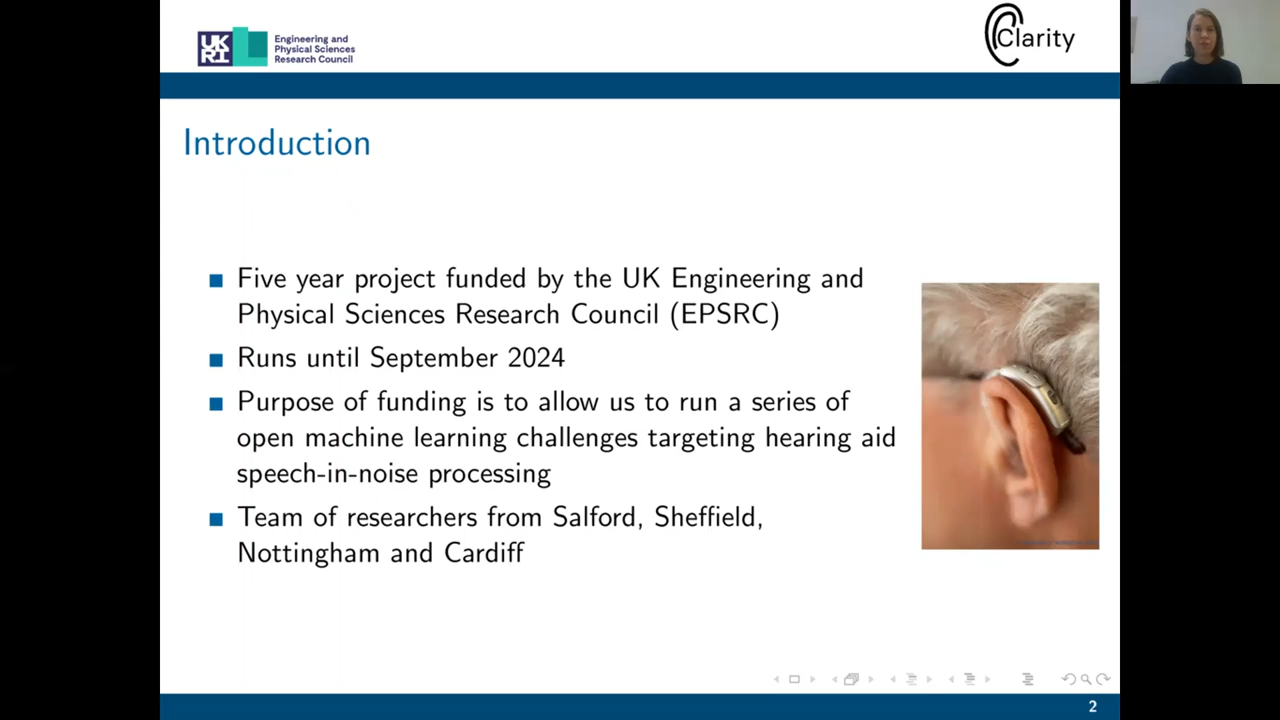 UK
RI
Engineering and
Physical Sciences
Research Council
Clarity
Introduction
Five year project funded by the UK Engineering and
Physical Sciences Research Council (EPSRC)
Runs until September 2024
Purpose of funding is to allow us to run a series of
open machine learning challenges targeting hearing aid
speech-in-noise processing
Team of researchers from Salford, Sheffield,
Nottingham and Cardiff
2